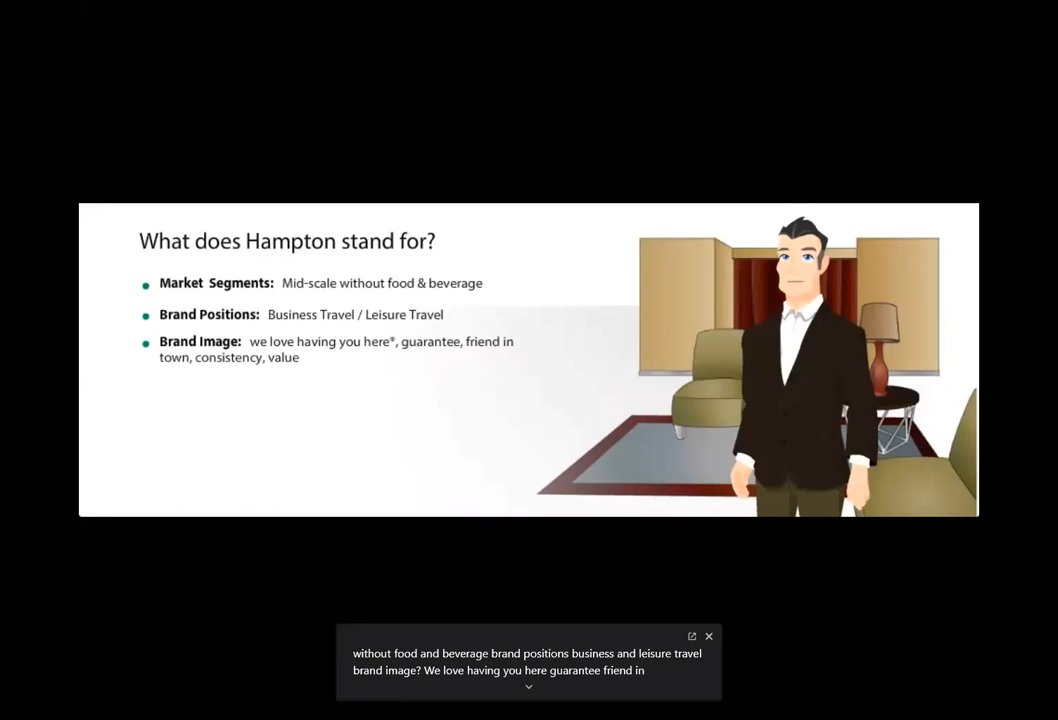 What does Hampton stand for?
Market Segments: Mid-scale without food & beverage
Brand Positions: Business Travel / Leisure Travel
Brand Image: we love having you here®, guarantee, friend in
town, consistency, value
without food and beverage brand positions business and leisure travel
brand image? We love having you here guarantee friend in